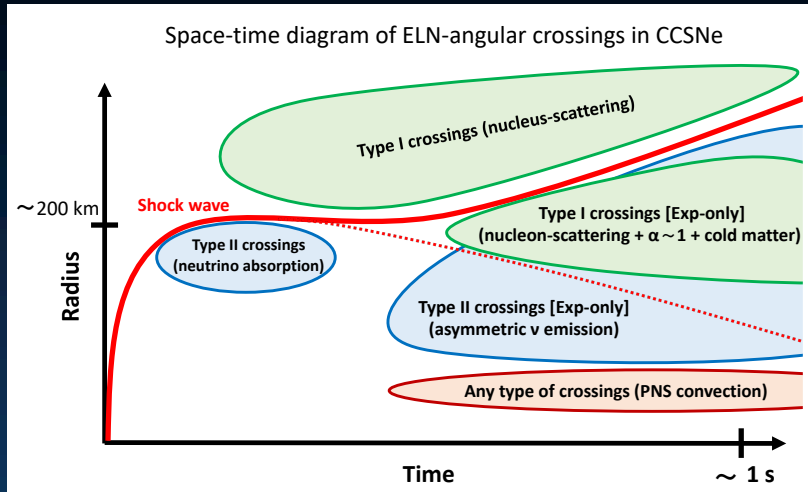 Space-time diagram of ELN-angular crossings in CCSNe
Type I crossings (nucleus-scattering)
Shock wave
~200 km
Type II crossings
(neutrino absorption)
Type I crossings [Exp-only]
(nucleon-scattering + α~1 + cold matter)
Type II crossings [Exp-only]
(asymmetric ν emission)
Any type of crossings (PNS convection)
Radius
Time
~ 1 s